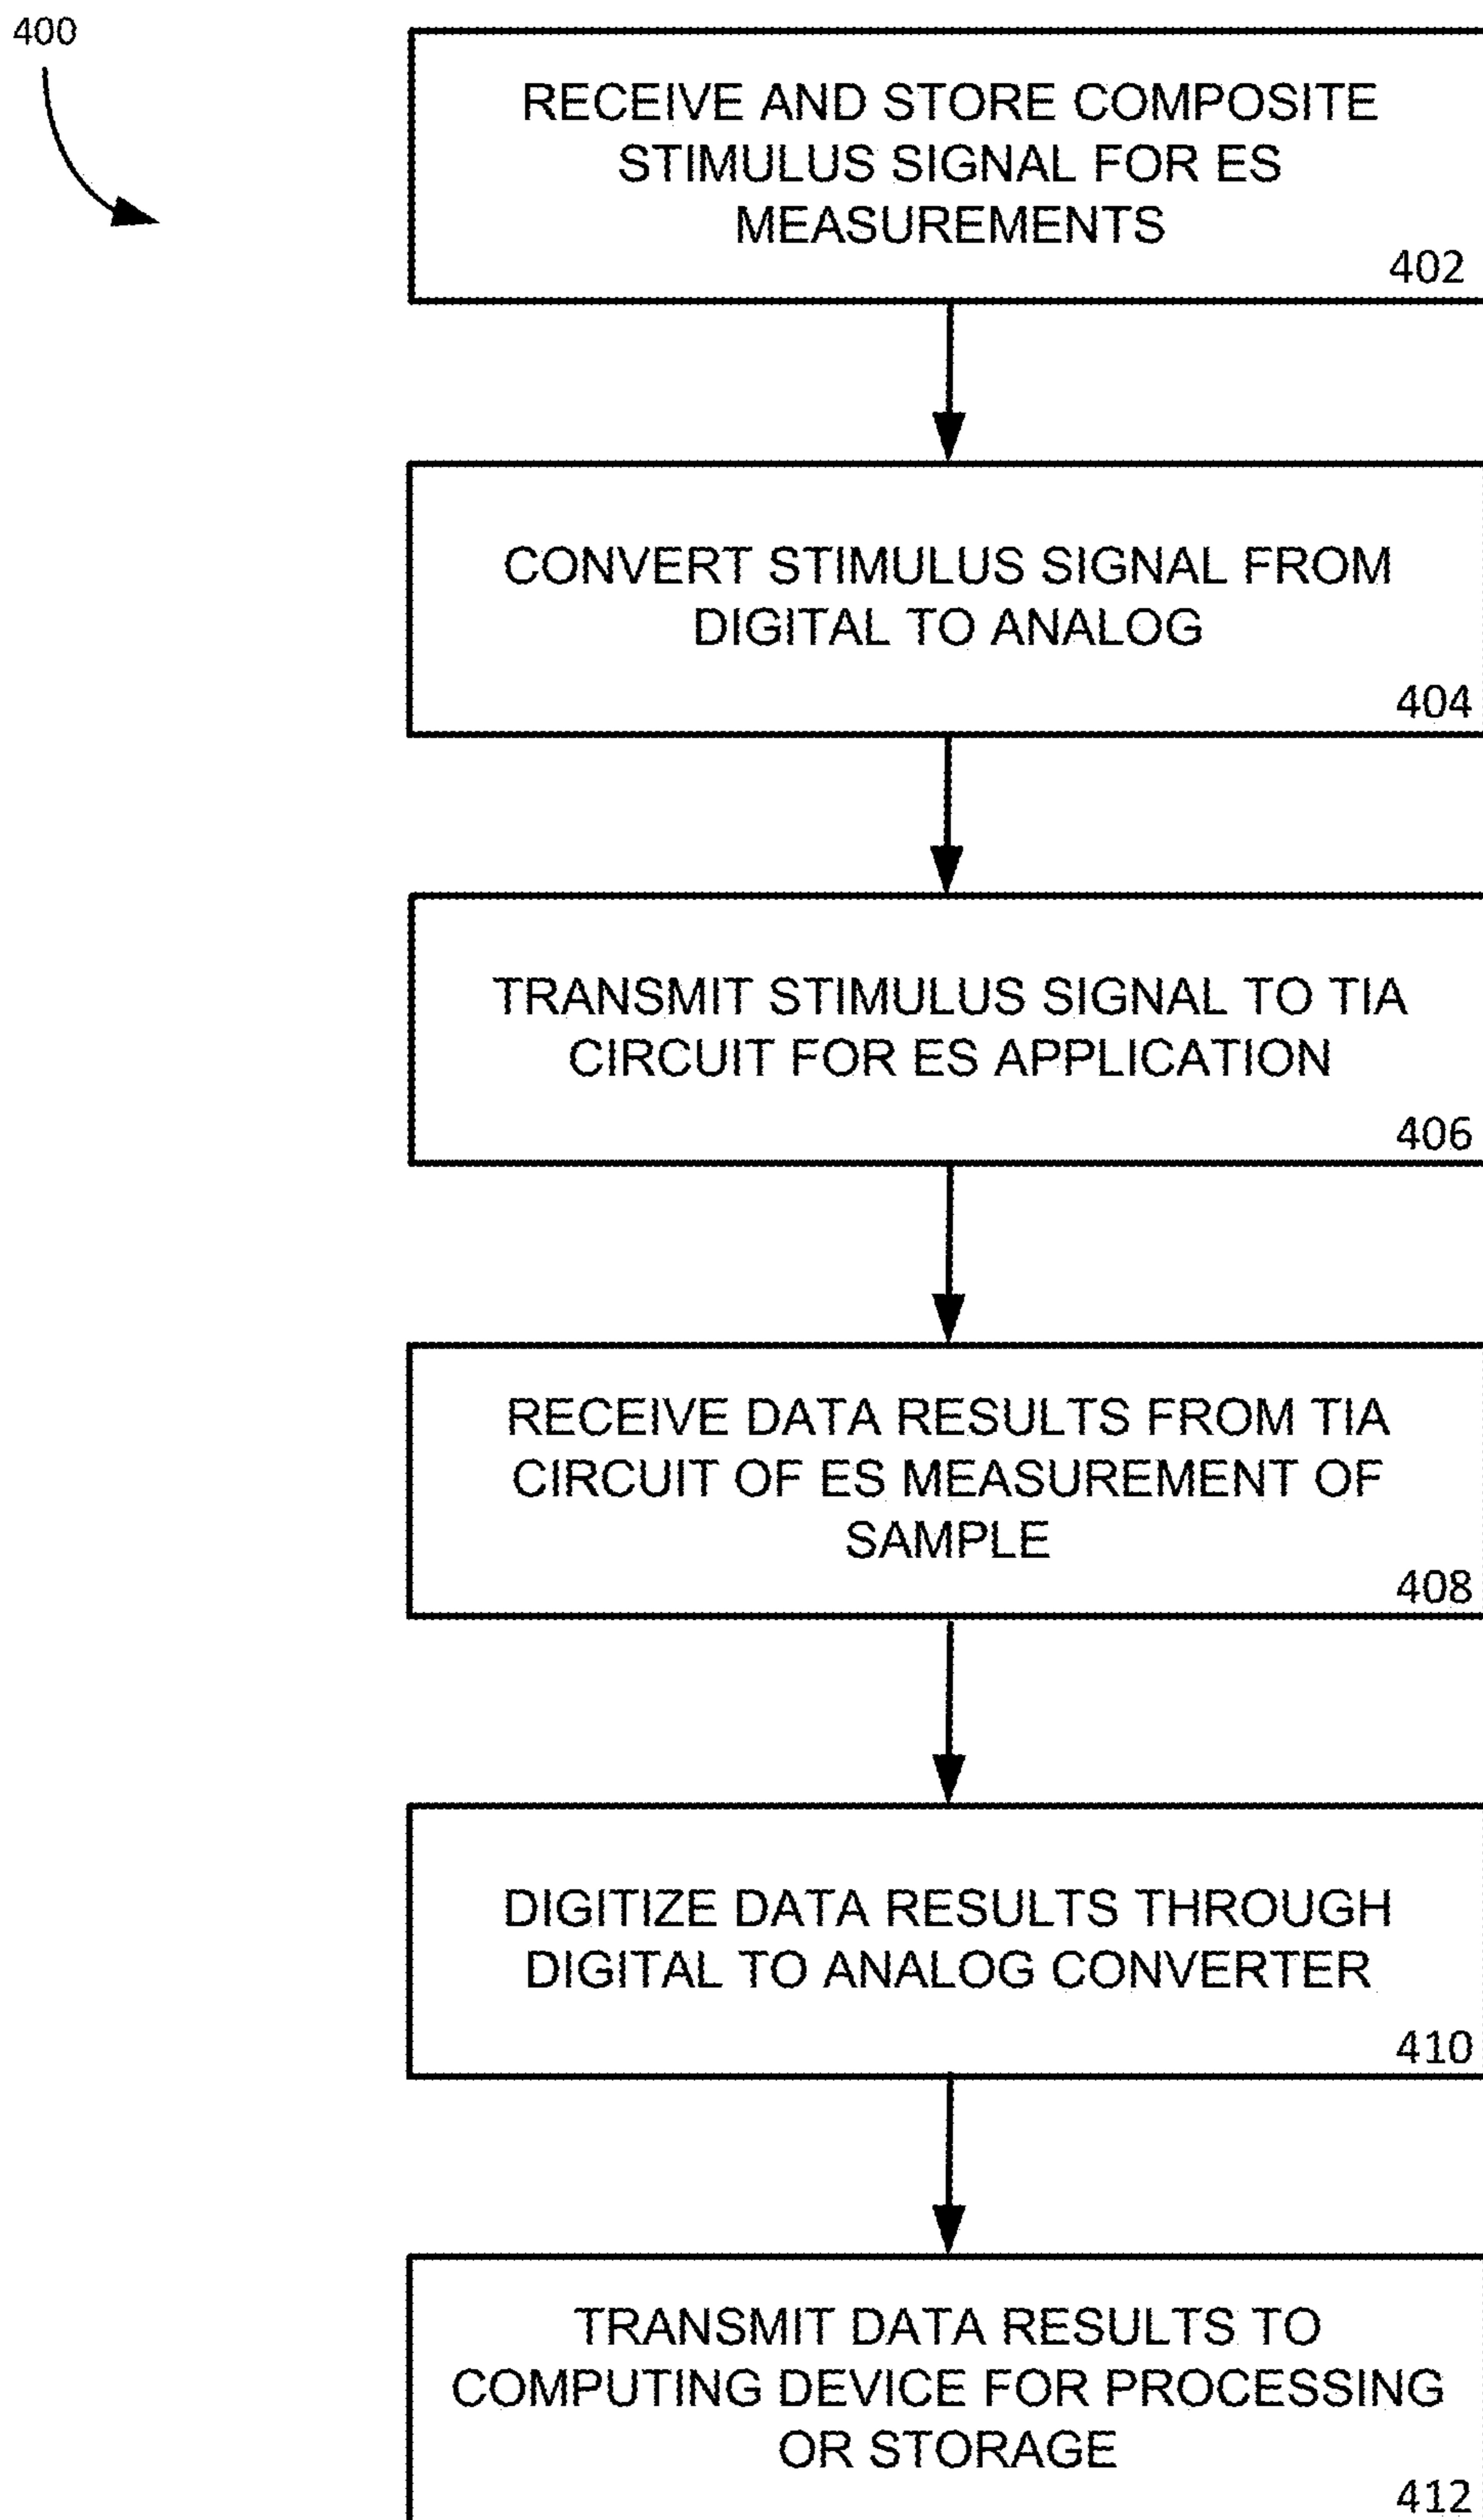 400
RECEIVE AND STORE COMPOSITE
STIMULUS SIGNAL FOR ES
MEASUREMENTS
402
CONVERT STIMULUS SIGNAL FROM
DIGITAL TO ANALOG
404
TRANSMIT STIMULUS SIGNAL TO TIA
CIRCUIT FOR ES APPLICATION
406
RECEIVE DATA RESULTS FROM TIA
CIRCUIT OF ES MEASUREMENT OF
SAMPLE
408
DIGITIZE DATA RESULTS THROUGH
DIGITAL TO ANALOG CONVERTER
410
TRANSMIT DATA RESULTS TO
COMPUTING DEVICE FOR PROCESSING
OR STORAGE
412